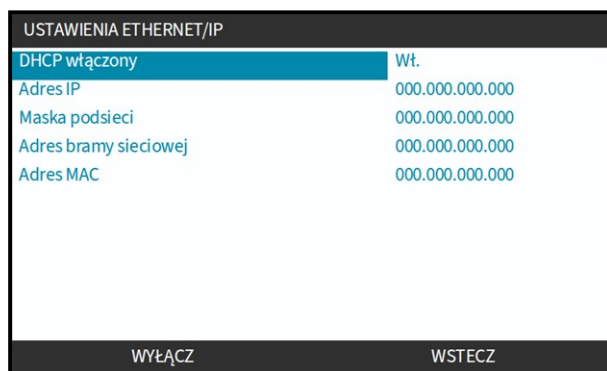 USTAWIENIA ETHERNET/IP
DHCP włączony Wł.
Adres IP 000.000.000.000
Maska podsieci 000.000.000.000
Adres bramy sieciowej 000.000.000.000
Adres MAC 000.000.000.000
WYŁĄCZ WSTECZ